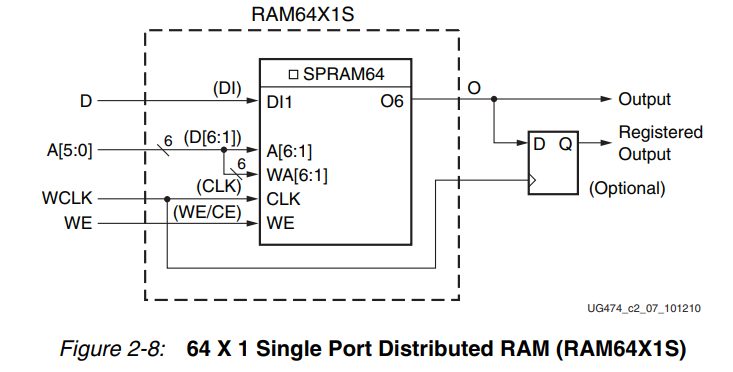 RAM64X1S
SPRAM64
D
(DI)
DI1
O6
O
Output
A[5:0]
6
(D[6:1])
A[6:1]
6
WA[6:1]
D Q
Registered
Output
(Optional)
WCLK
(CLK)
CLK
WE
(WE/CE)
WE
UG474_c2_07_101210
Figure 2-8: 64 X 1 Single Port Distributed RAM (RAM64X1S)